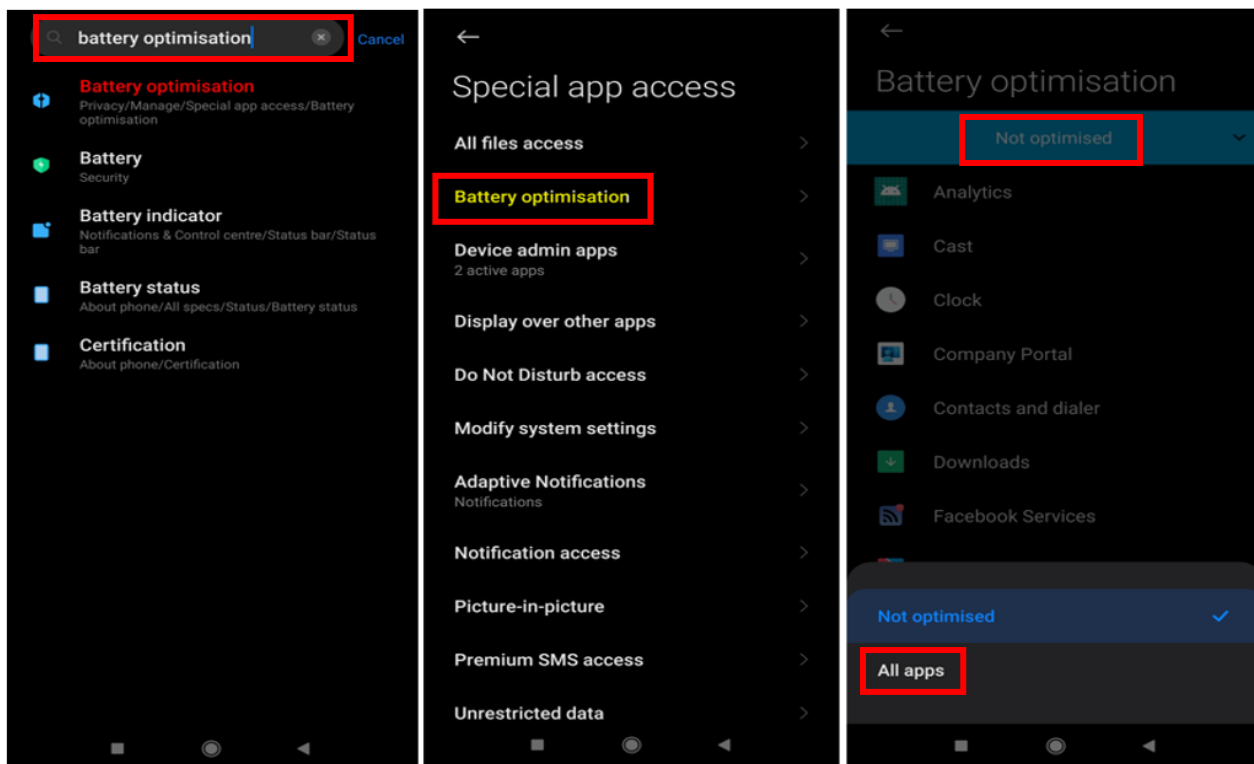 battery optimisation
Cancel
Battery optimisation
Privacy/Manage/Special app access/Battery
optimisation
Battery
Security
Battery indicator
Notifications & Control centre/Status bar/Status
bar
Battery status
About phone/All specs/Status/Battery status
Certification
About phone/Certification
Special app access
All files access
Battery optimisation
Device admin apps
2 active apps
Display over other apps
Do Not Disturb access
Modify system settings
Adaptive Notifications
Notifications
Notification access
Picture-in-picture
Premium SMS access
Unrestricted data
Battery optimisation
Not optimised
Analytics
Cast
Clock
Company Portal
Contacts and dialer
Downloads
Facebook Services
Not optimised
All apps